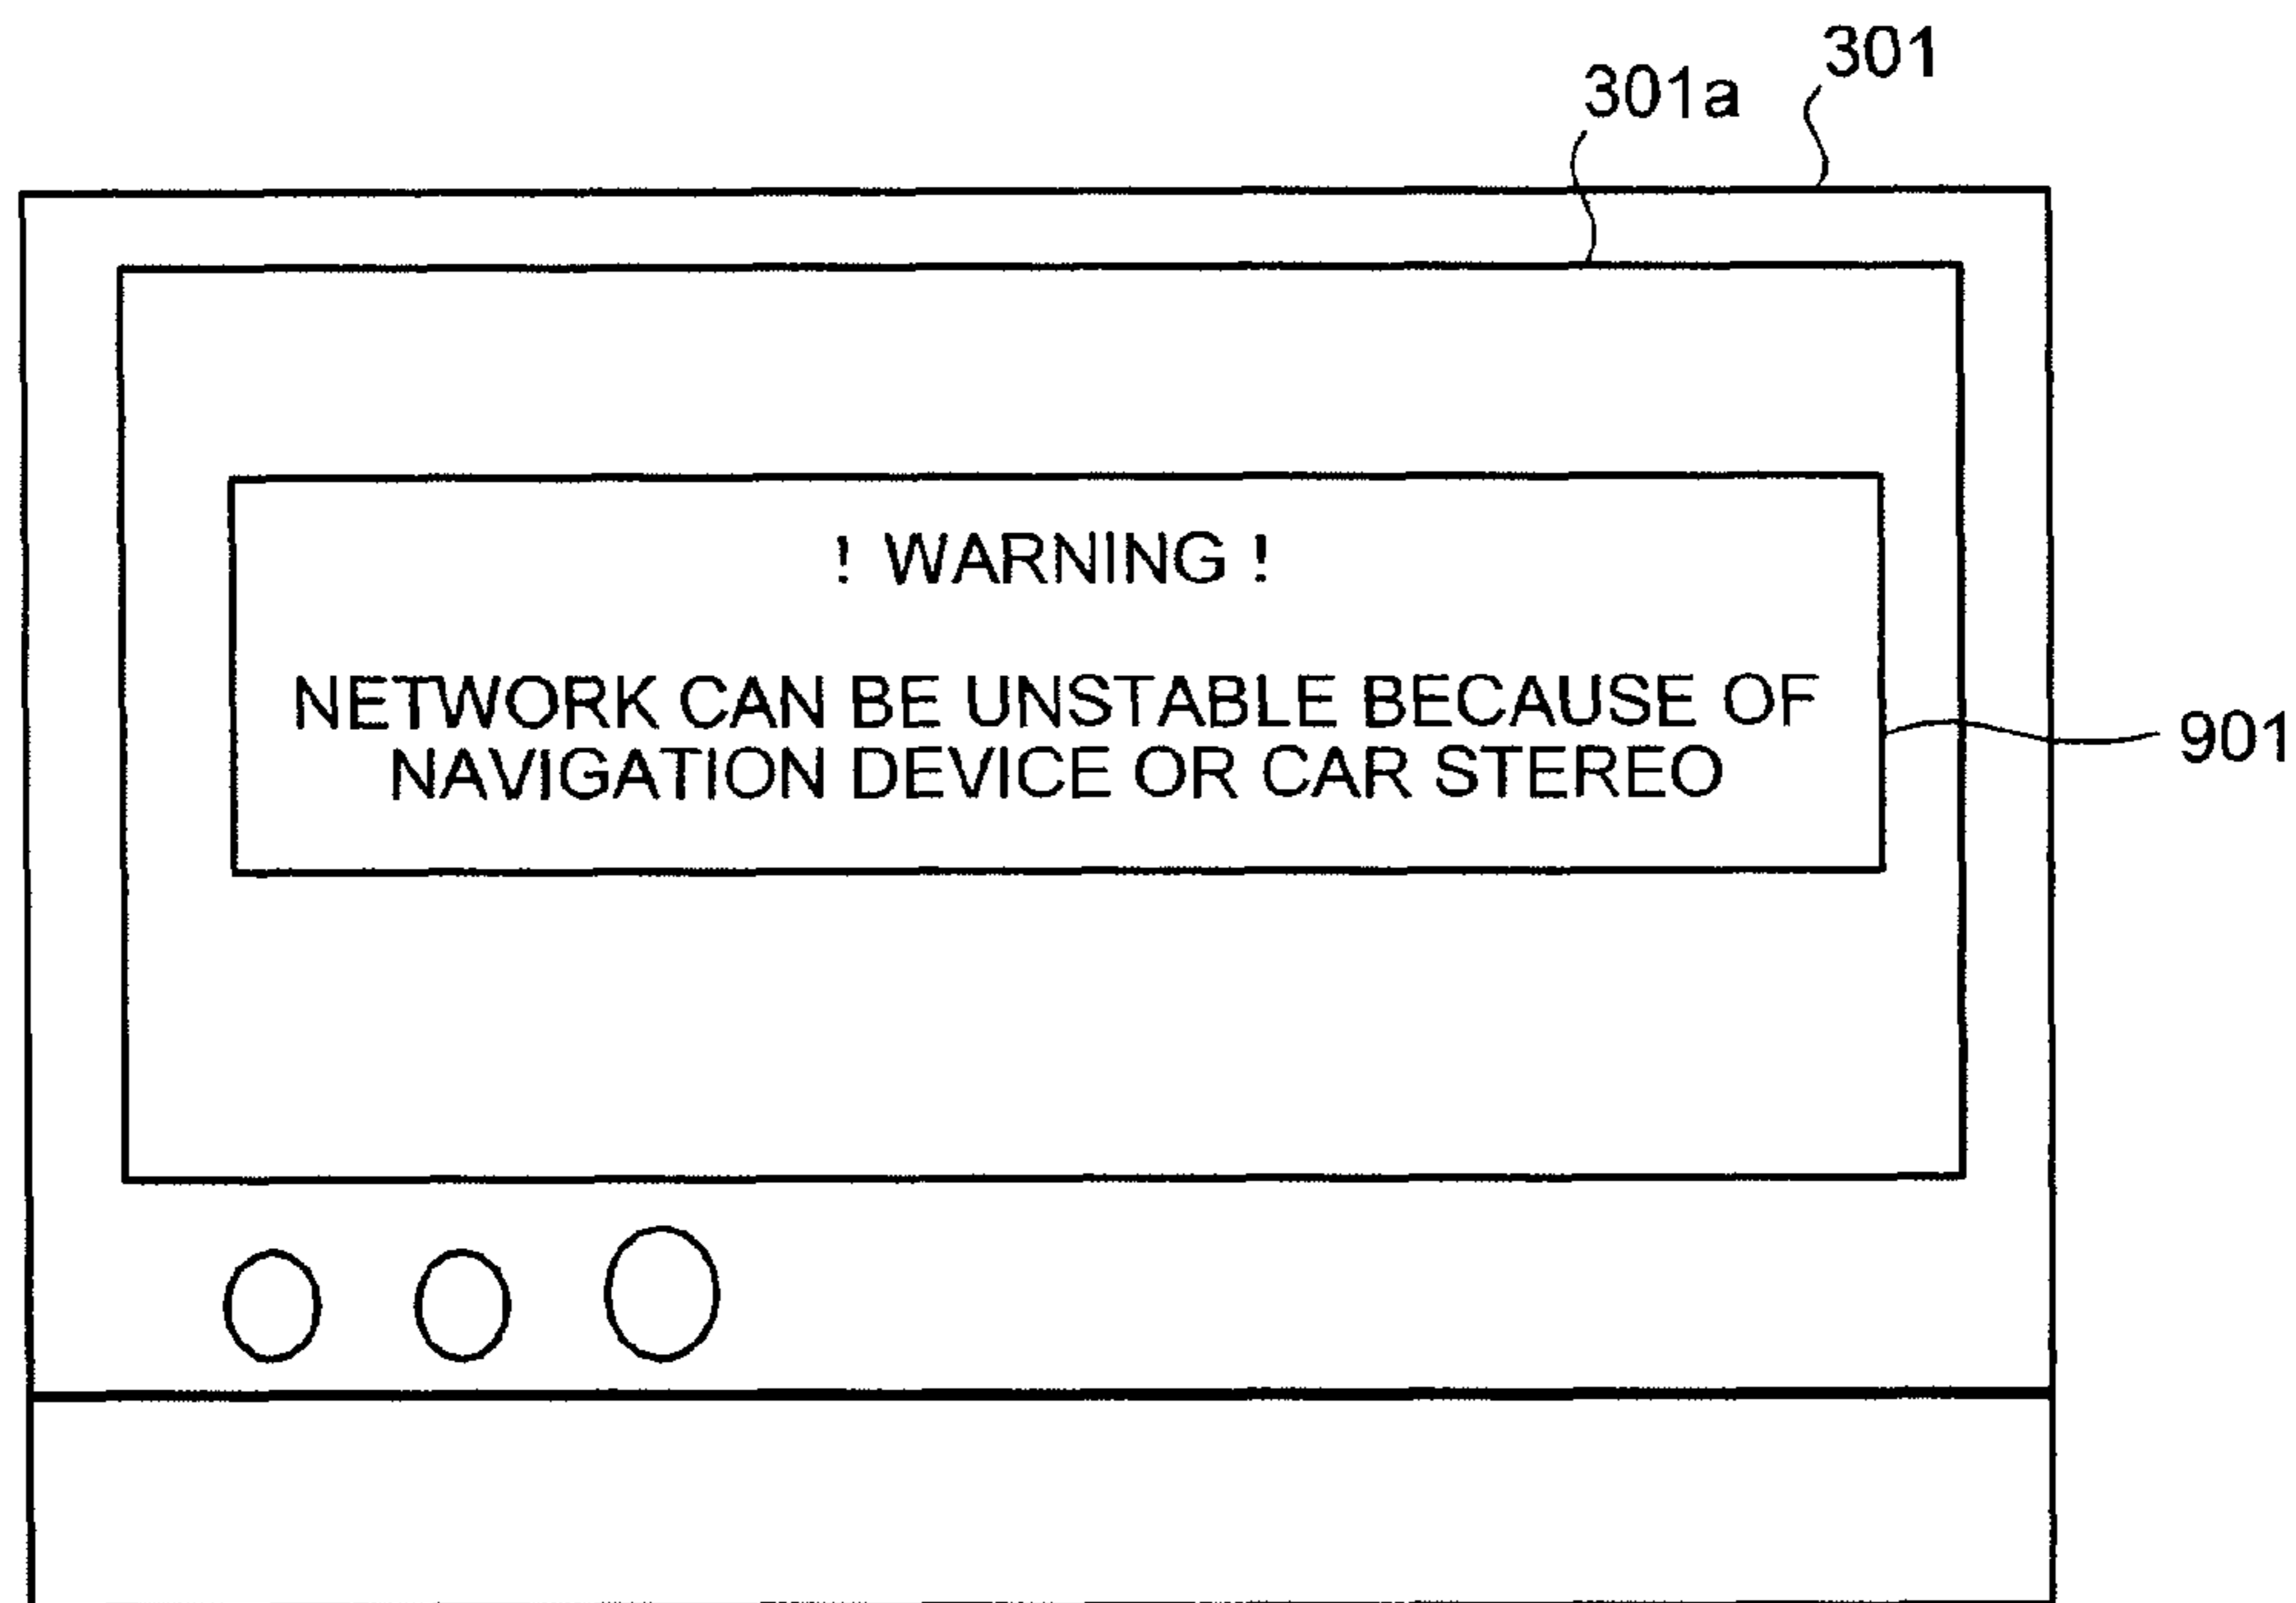 301
301a
! WARNING !
NETWORK CAN BE UNSTABLE BECAUSE OF
NAVIGATION DEVICE OR CAR STEREO
901